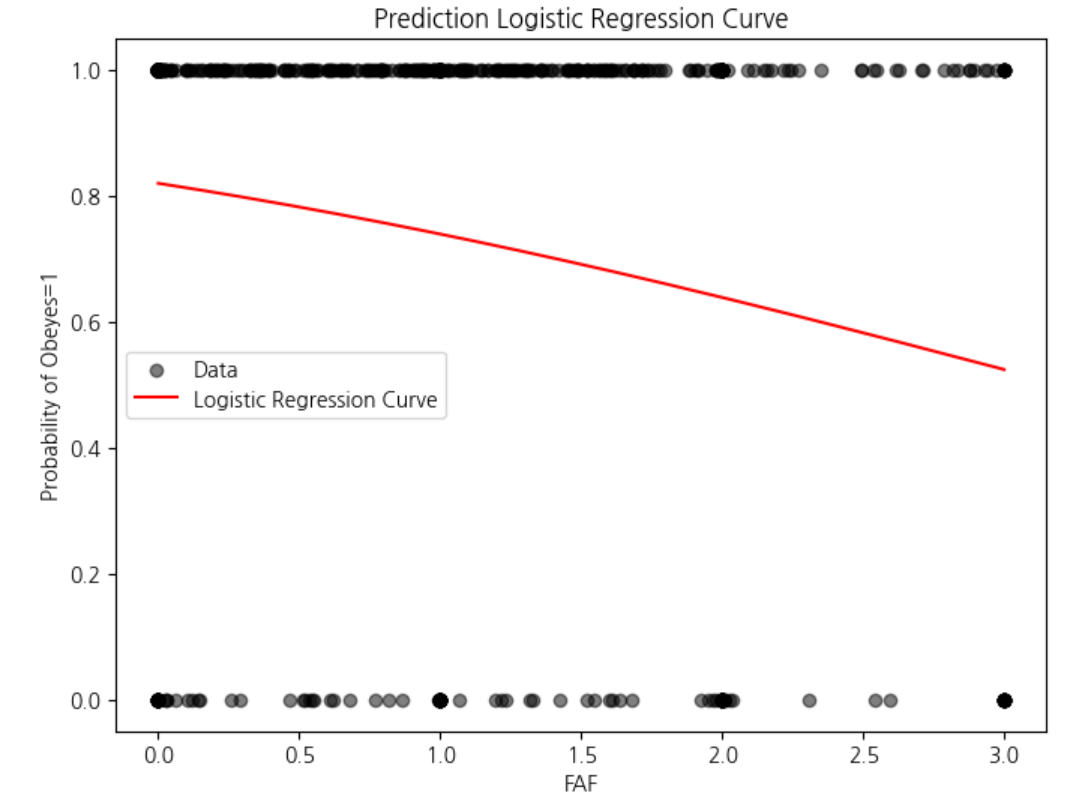 Prediction Logistic Regression Curve
1.0
0.8
0.6
0.4
0.2
0.0
Probability of Obeyes=1
Data
Logistic Regression Curve
0.0 0.5 1.0 1.5 2.0 2.5 3.0
FAF